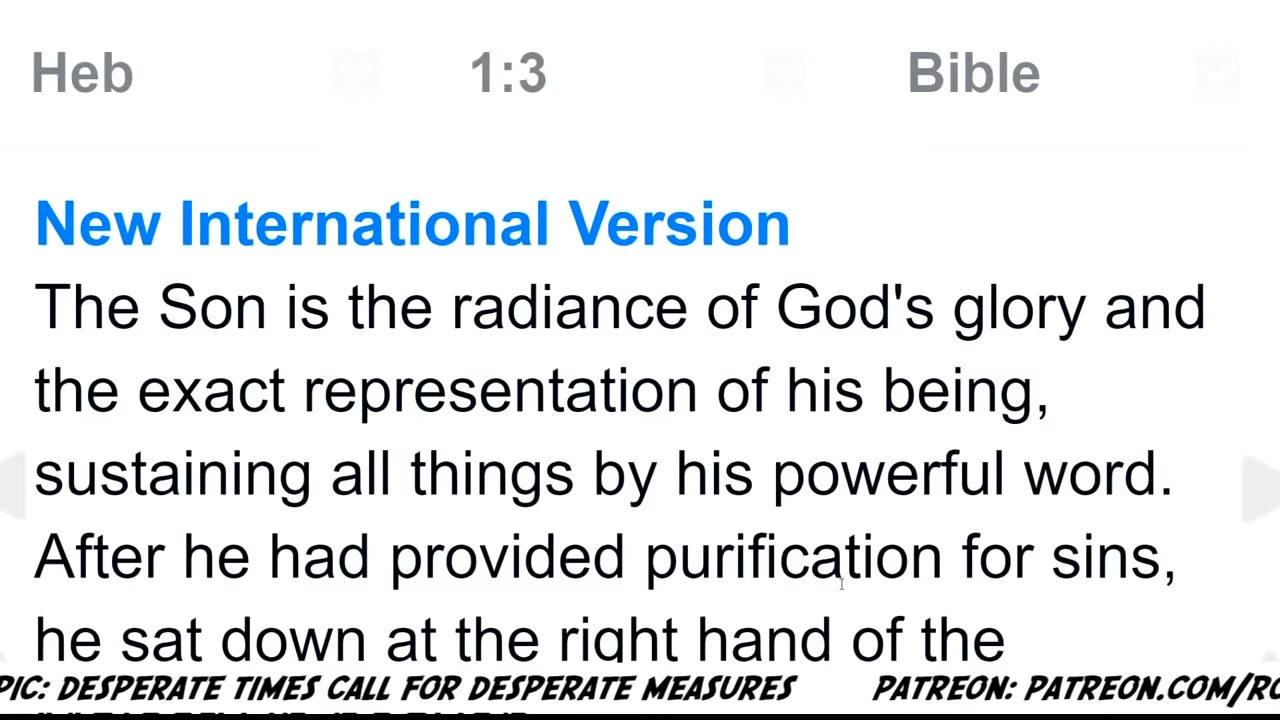 Heb 1:3 Bible
New International Version
The Son is the radiance of God's glory and
the exact representation of his being,
sustaining all things by his powerful word.
After he had provided purification for sins,
he sat down at the right hand of the
PIC: DESPERATE TIMES CALL FOR DESPERATE MEASURES PATREON: PATREON.COM/RO